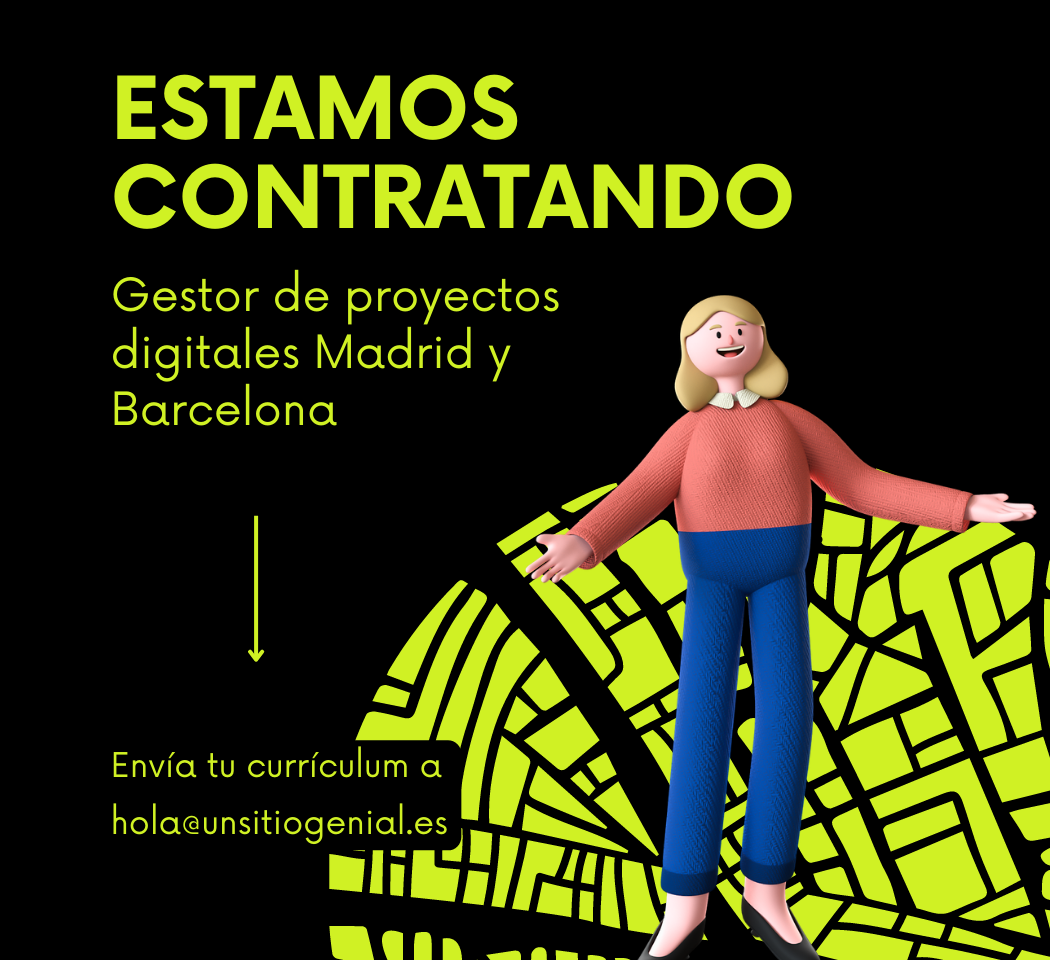 ESTAMOS
CONTRATANDO
Gestor de proyectos
digitales Madrid y
Barcelona
Envía tu currículum a
hola@unsitiogenial.es